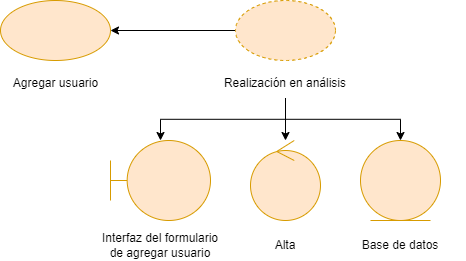 Agregar usuario
Realización en análisis
Interfaz del formulario
de agregar usuario
Alta
Base de datos